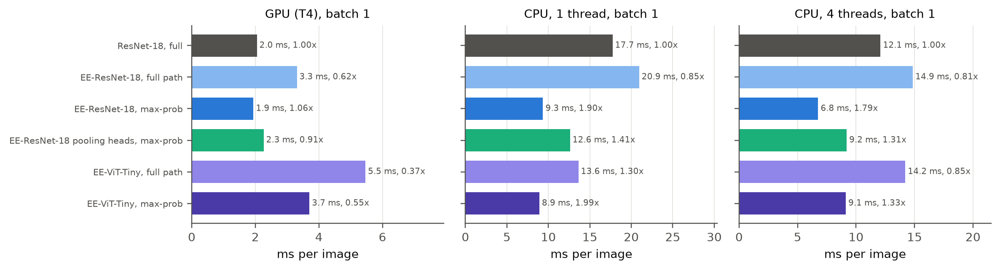 GPU (T4), batch 1
ResNet-18, full
2.0 ms, 1.00x
EE-ResNet-18, full path
3.3 ms, 0.62x
EE-ResNet-18, max-prob
1.9 ms, 1.06x
EE-ResNet-18 pooling heads, max-prob
2.3 ms, 0.91x
EE-ViT-Tiny, full path
5.5 ms, 0.37x
EE-ViT-Tiny, max-prob
3.7 ms, 0.55x
0 2 4 6
ms per image
CPU, 1 thread, batch 1
17.7 ms, 1.00x
20.9 ms, 0.85x
9.3 ms, 1.90x
12.6 ms, 1.41x
13.6 ms, 1.30x
8.9 ms, 1.99x
0 5 10 15 20 25 30
ms per image
CPU, 4 threads, batch 1
12.1 ms, 1.00x
14.9 ms, 0.81x
6.8 ms, 1.79x
9.2 ms, 1.31x
14.2 ms, 0.85x
9.1 ms, 1.33x
0 5 10 15 20
ms per image